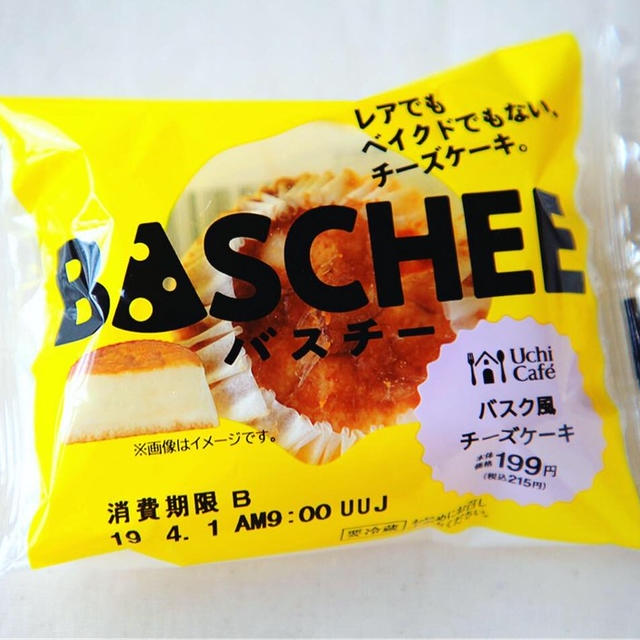 レアでも
ベイクドでもない、
チーズケーキ。
BASCHEE
バスチー
Uchi
Café
バスク風
チーズケーキ
本体
価格 199円
(税込215円)
※画像はイメージです。
消費期限 B
19. 4. 1 AM9:00 UUJ
要冷蔵